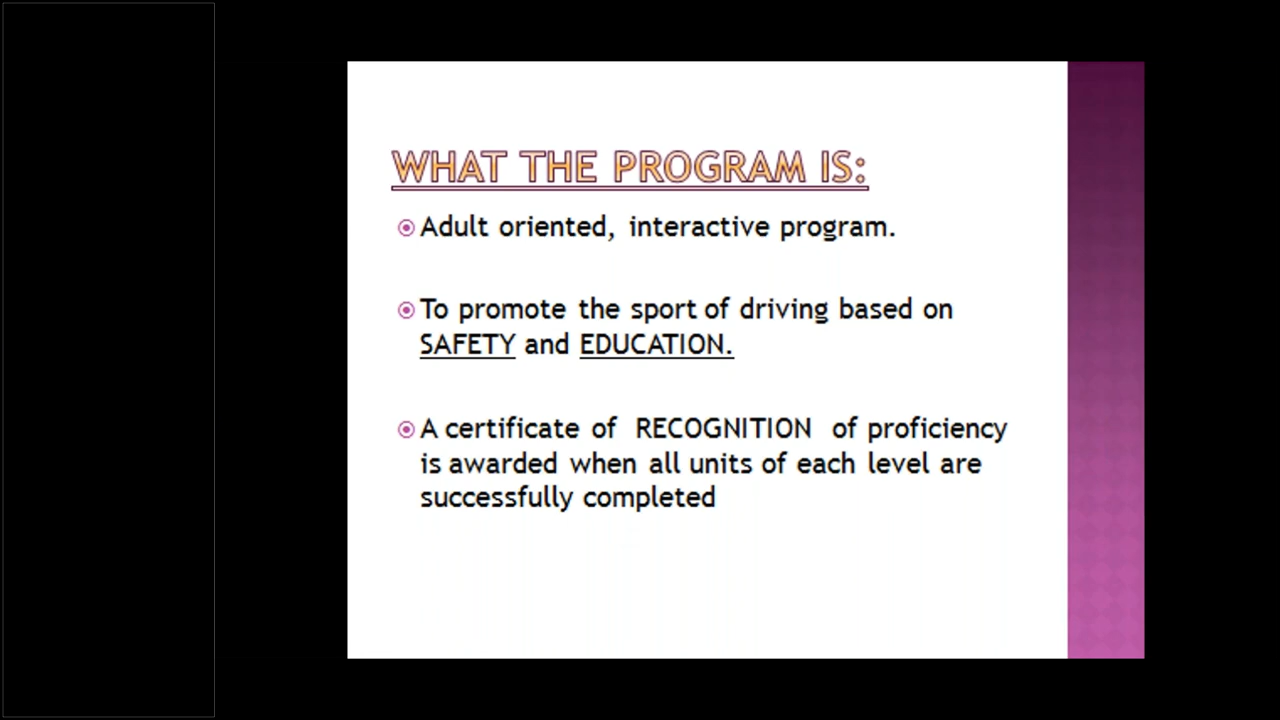 WHAT THE PROGRAM IS:
Adult oriented, interactive program.
To promote the sport of driving based on
SAFETY and EDUCATION.
A certificate of RECOGNITION of proficiency
is awarded when all units of each level are
successfully completed